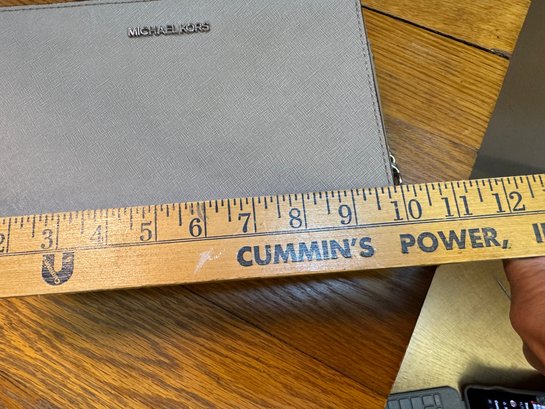 MICHAEL KORS
2 3 4 5 6 7 8 9 10 11 12
CUMMIN'S POWER,